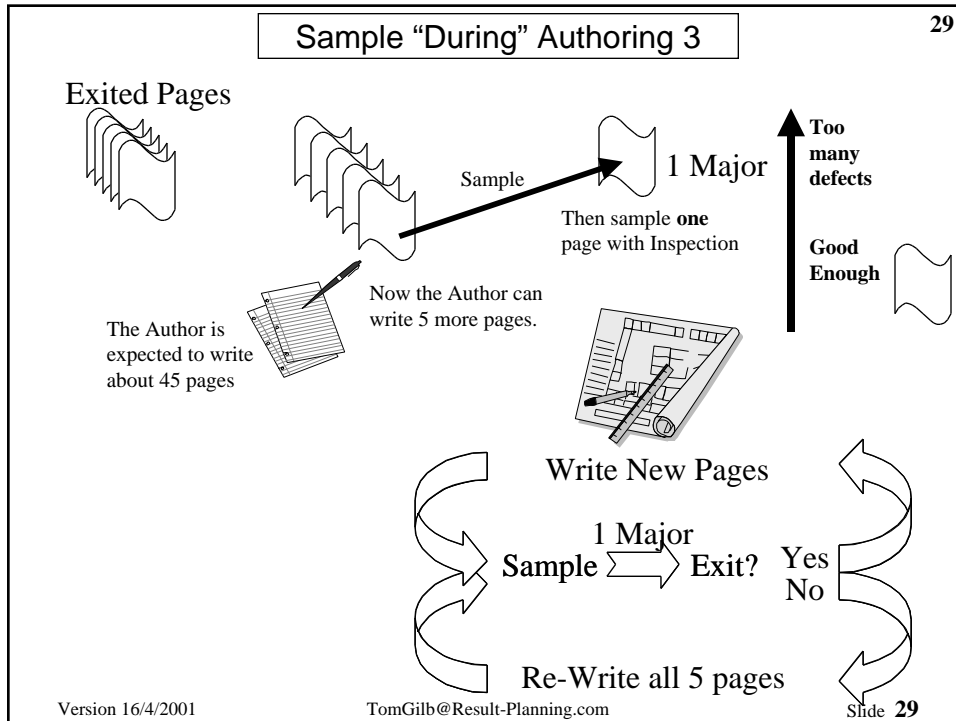 29
Sample “During” Authoring 3
Exited Pages
Sample
1 Major
Too
many
defects
Then sample one
page with Inspection
Good
Enough
Now the Author can
write 5 more pages.
The Author is
expected to write
about 45 pages
Write New Pages
1 Major
Sample
Exit?
Yes
No
Re-Write all 5 pages
Version 16/4/2001
TomGilb@Result-Planning.com
Slide 29